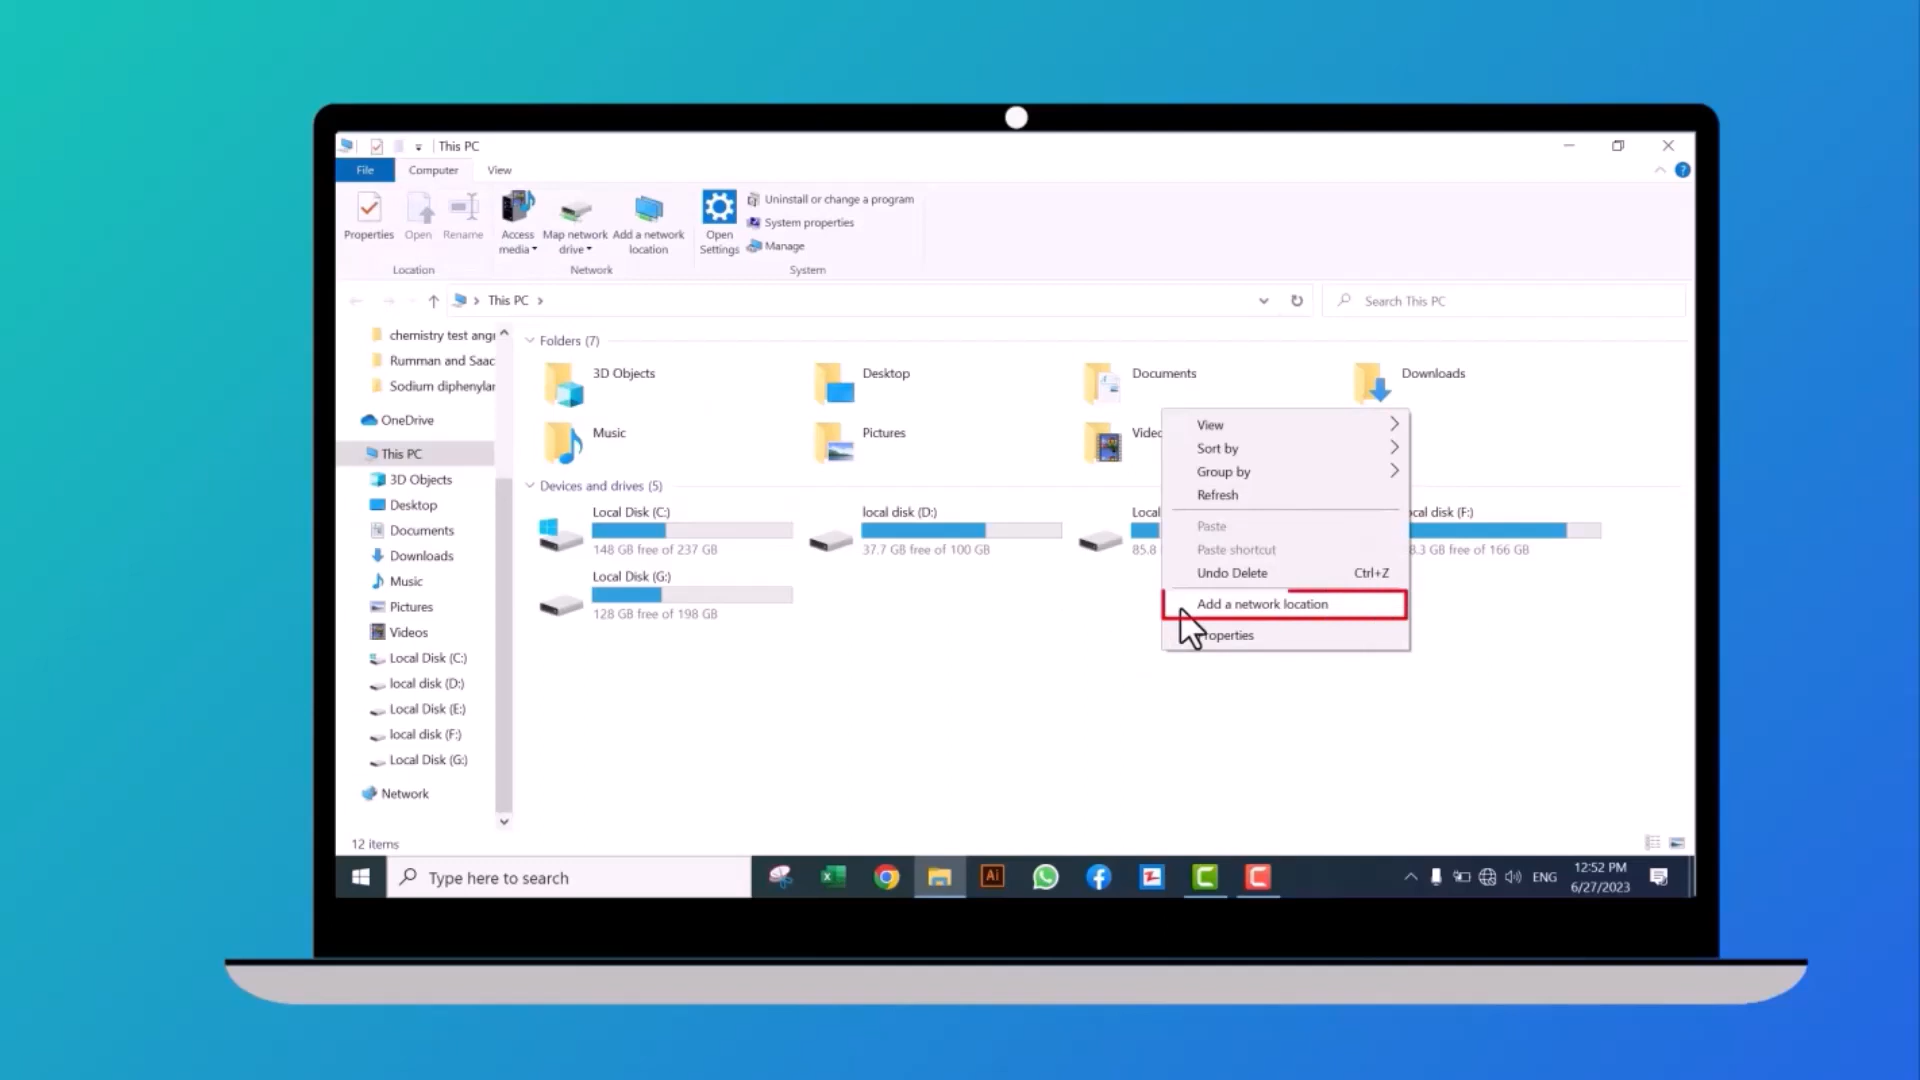 This PC
File
Computer
View
Properties
Open
Rename
Access media
Map network drive
Add a network location
Open Settings
Uninstall or change a program
System properties
Manage
Location
Network
System
This PC
Search This PC
chemistry test ang
Rumman and Saac
Sodium diphenylar
OneDrive
This PC
3D Objects
Desktop
Documents
Downloads
Music
Pictures
Videos
Local Disk (C:)
local disk (D:)
Local Disk (E:)
local disk (F:)
Local Disk (G:)
Network
Folders (7)
3D Objects
Desktop
Documents
Downloads
Music
Pictures
Videc
Devices and drives (5)
Local Disk (C:)
148 GB free of 237 GB
local disk (D:)
37.7 GB free of 100 GB
Local
85.8
cal disk (F:)
8.3 GB free of 166 GB
Local Disk (G:)
128 GB free of 198 GB
View
Sort by
Group by
Refresh
Paste
Paste shortcut
Undo Delete Ctrl+Z
Add a network location
operties
12 items
Type here to search
Ai
ENG
12:52 PM
6/27/2023